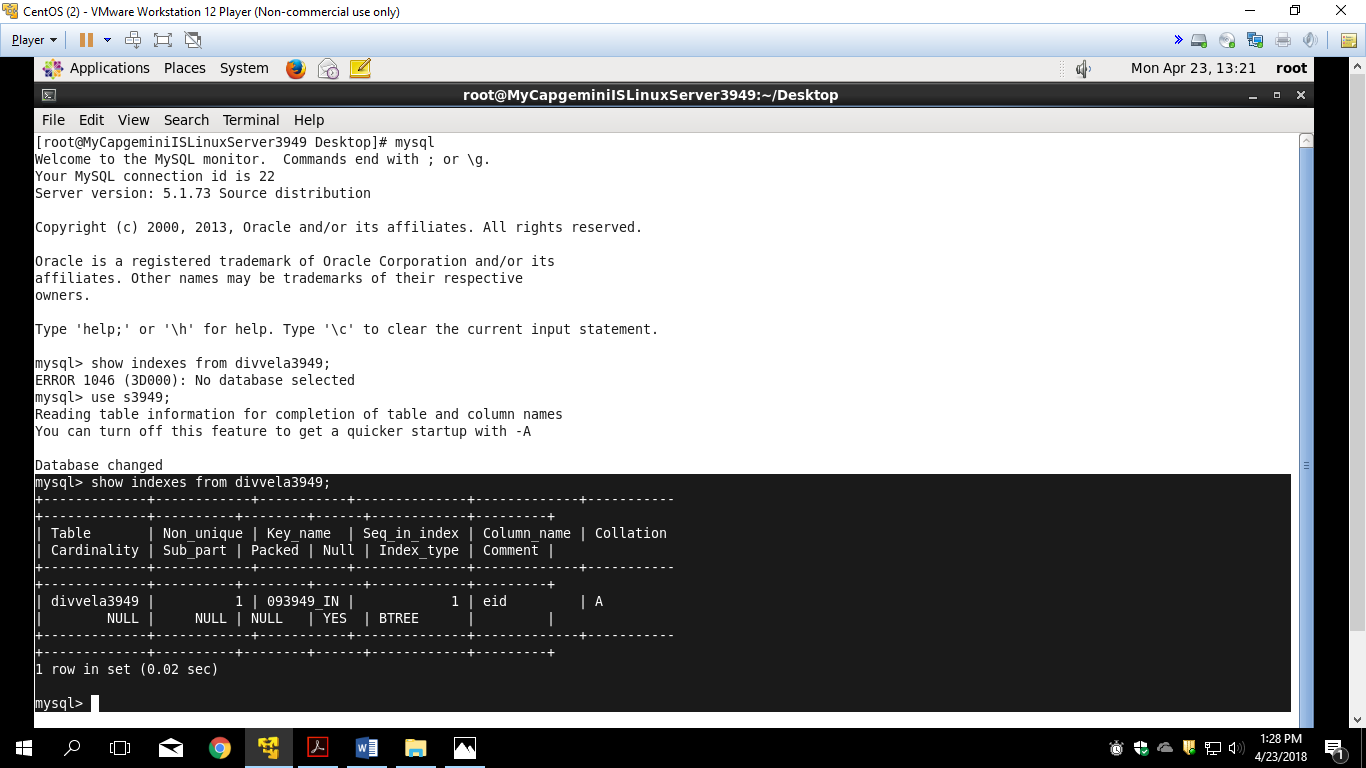 CentOS (2) - VMware Workstation 12 Player (Non-commercial use only)
Player
Applications Places System Mon Apr 23, 13:21 root
root@MyCapgeminiISLinuxServer3949:~/Desktop
File Edit View Search Terminal Help
[root@MyCapgeminiISLinuxServer3949 Desktop]# mysql
Welcome to the MySQL monitor.  Commands end with ; or \g.
Your MySQL connection id is 22
Server version: 5.1.73 Source distribution
Copyright (c) 2000, 2013, Oracle and/or its affiliates. All rights reserved.
Oracle is a registered trademark of Oracle Corporation and/or its
affiliates. Other names may be trademarks of their respective
owners.
Type 'help;' or '\h' for help. Type '\c' to clear the current input statement.
mysql> show indexes from divvela3949;
ERROR 1046 (3D000): No database selected
mysql> use s3949;
Reading table information for completion of table and column names
You can turn off this feature to get a quicker startup with -A
Database changed
mysql> show indexes from divvela3949;
+-------------+------------+-----------+--------------+-------------+-----------
+-------------+----------+--------+------+------------+---------+
| Table       | Non_unique | Key_name  | Seq_in_index | Column_name | Collation
| Cardinality | Sub_part | Packed | Null | Index_type | Comment |
+-------------+------------+-----------+--------------+-------------+-----------
+-------------+----------+--------+------+------------+---------+
| divvela3949 |          1 | 093949_IN |            1 | eid         | A
|        NULL |     NULL | NULL   | YES  | BTREE      |         |
+-------------+------------+-----------+--------------+-------------+-----------
+-------------+----------+--------+------+------------+---------+
1 row in set (0.02 sec)
mysql>
1:28 PM
4/23/2018
1